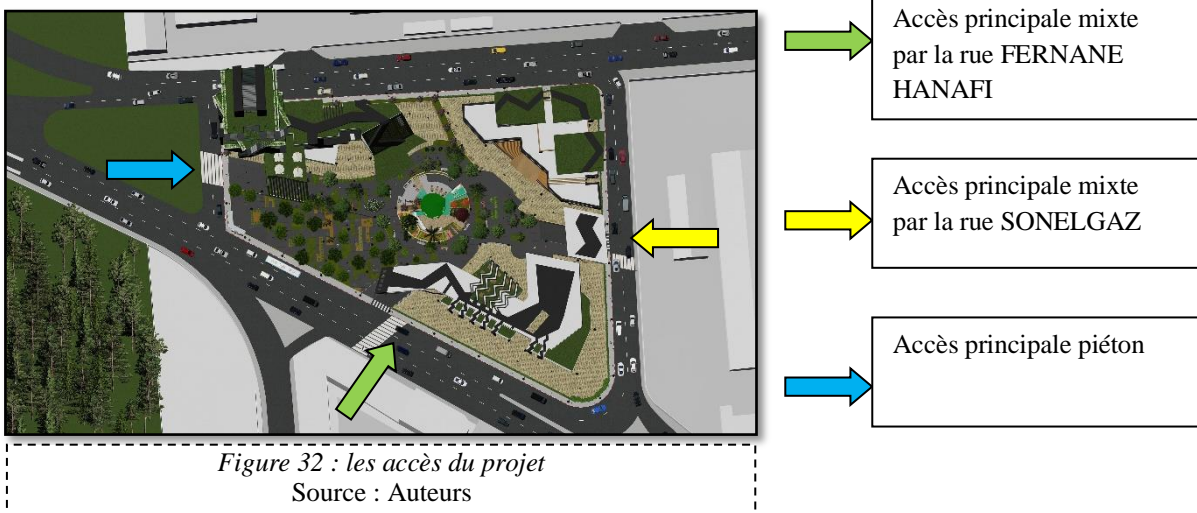 Accès principale mixte
par la rue FERNANE
HANAFI
Accès principale mixte
par la rue SONELGAZ
Accès principale piéton
Figure 32 : les accès du projet
Source : Auteurs